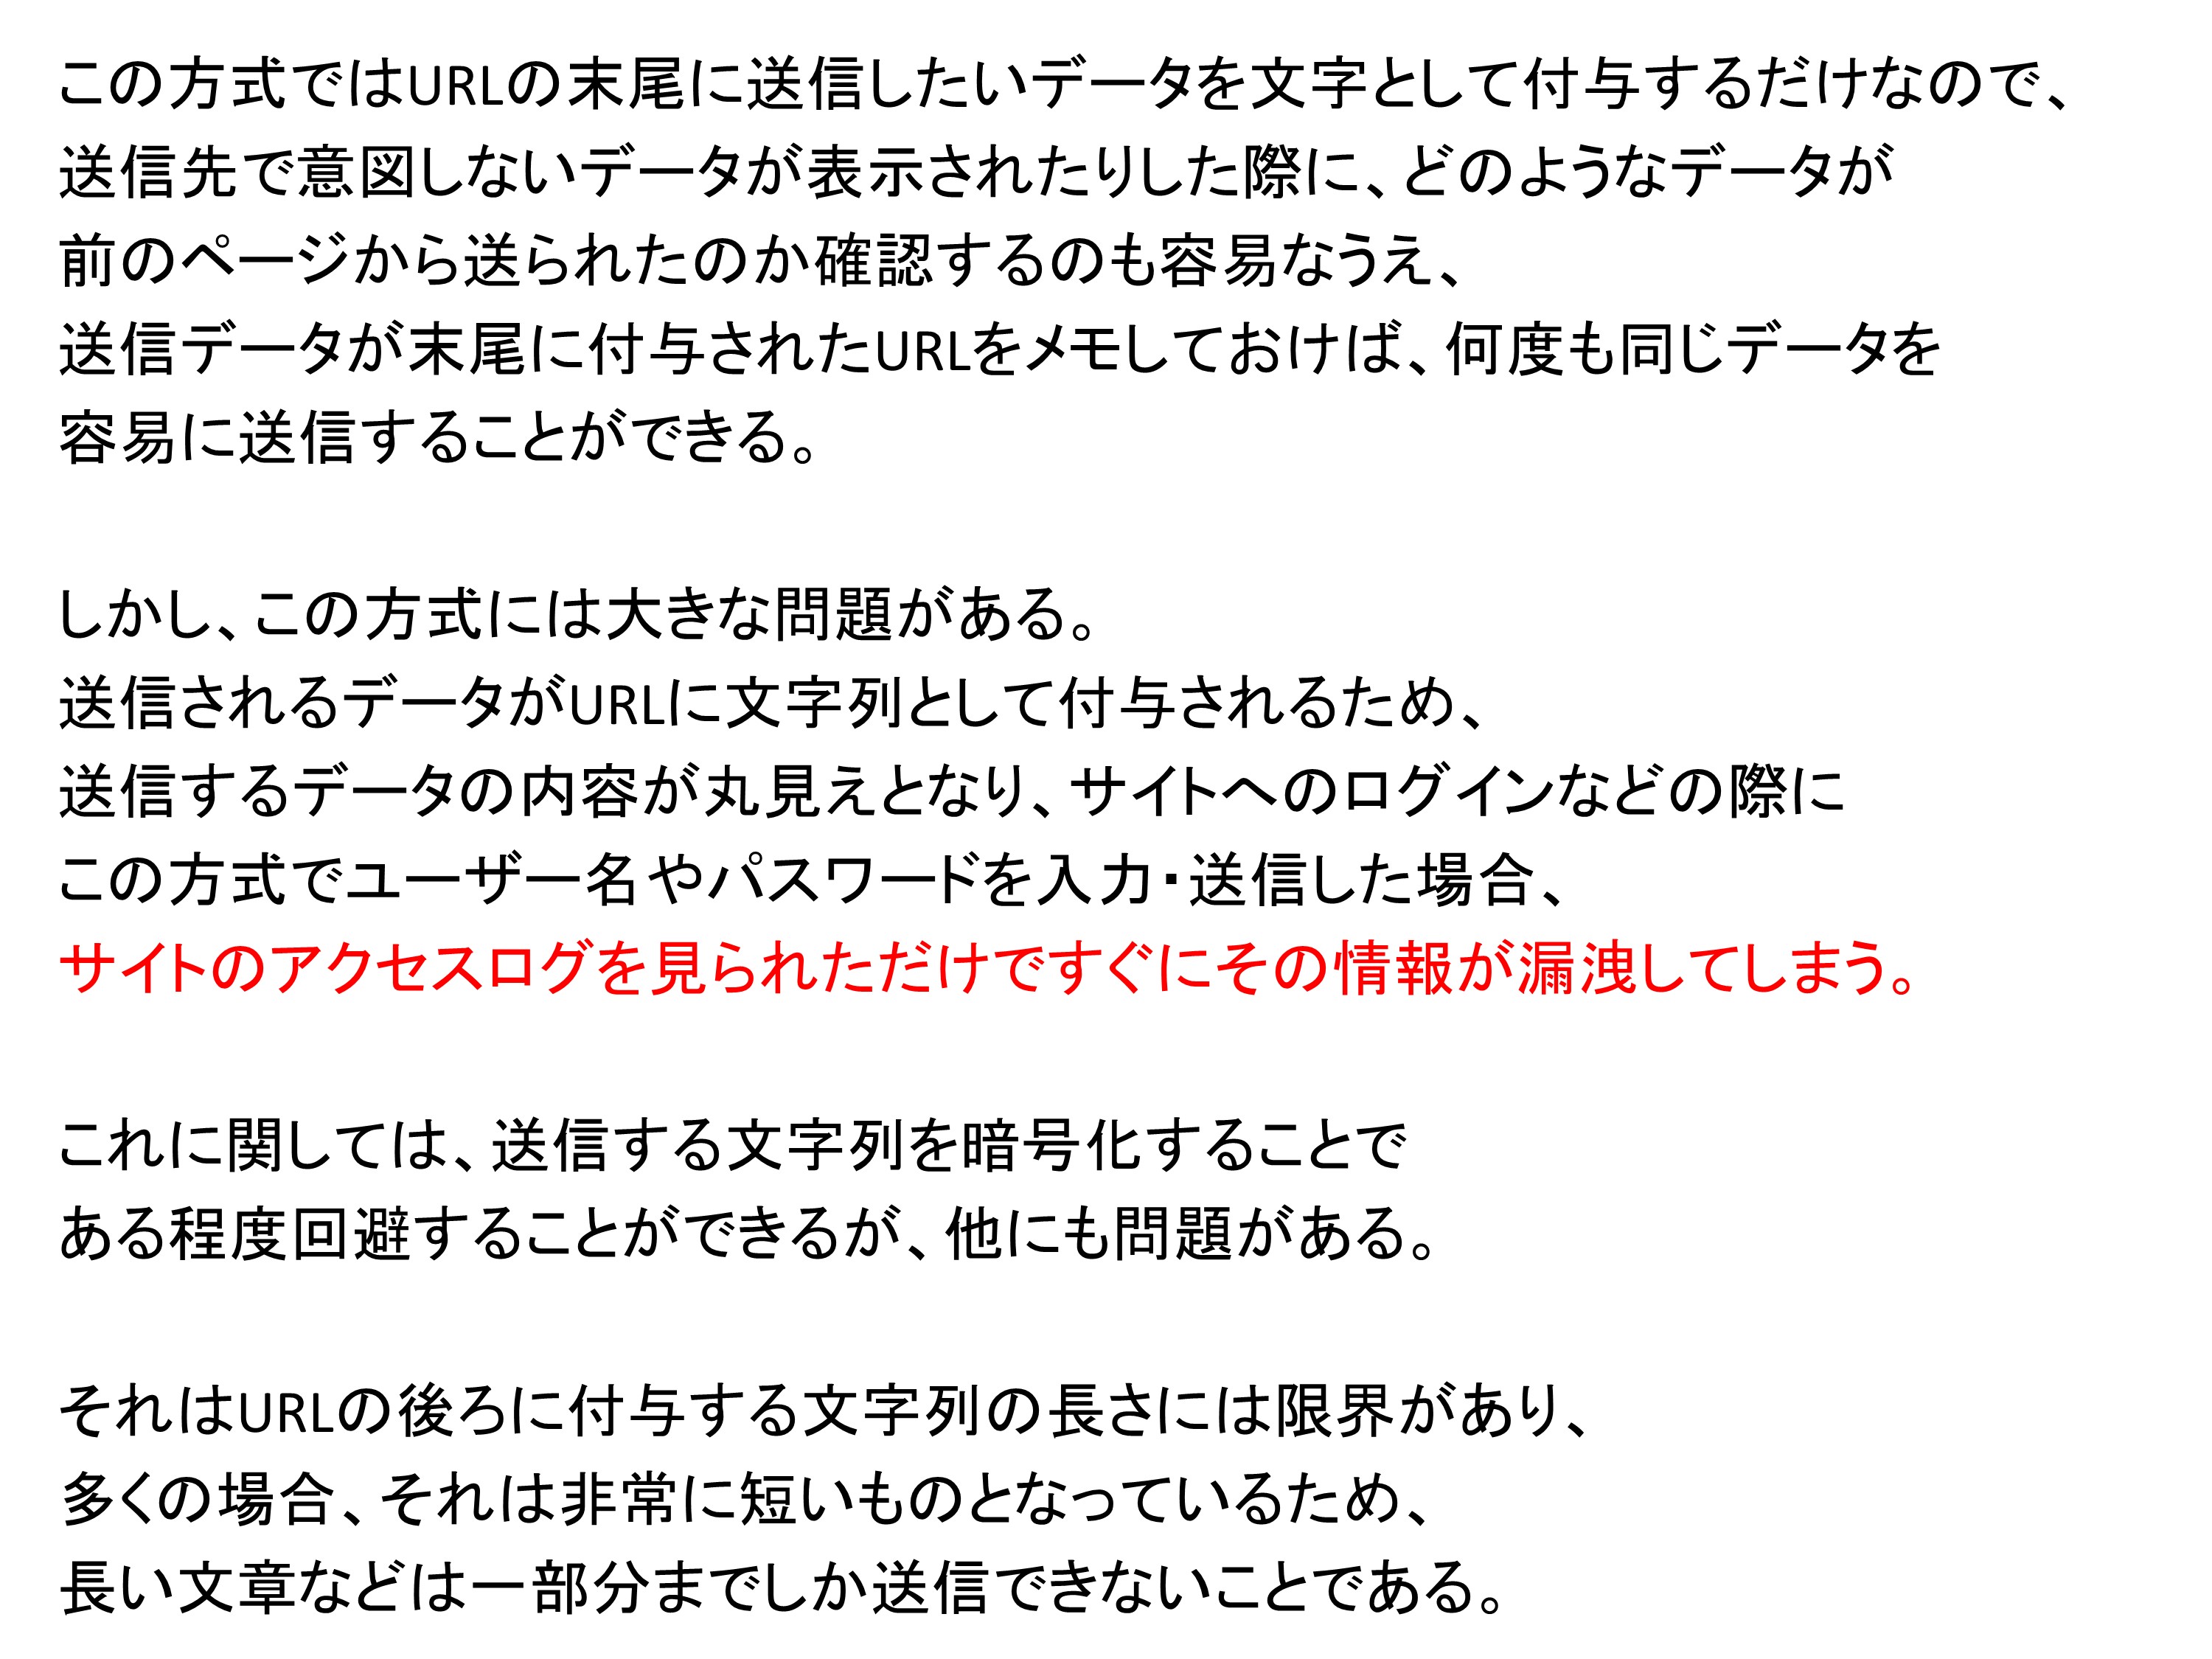 この方式ではURLの末尾に送信したいデータを文字として付与するだけなので、
送信先で意図しないデータが表示されたりした際に、どのようなデータが
前のページから送られたのか確認するのも容易なうえ、
送信データが末尾に付与されたURLをメモしておけば、何度も同じデータを
容易に送信することができる。
しかし、この方式には大きな問題がある。
送信されるデータがURLに文字列として付与されるため、
送信するデータの内容が丸見えとなり、サイトへのログインなどの際に
この方式でユーザー名やパスワードを入力・送信した場合、
サイトのアクセスログを見られただけですぐにその情報が漏洩してしまう。
これに関しては、送信する文字列を暗号化することで
ある程度回避することができるが、他にも問題がある。
それはURLの後ろに付与する文字列の長さには限界があり、
多くの場合、それは非常に短いものとなっているため、
長い文章などは一部分までしか送信できないことである。